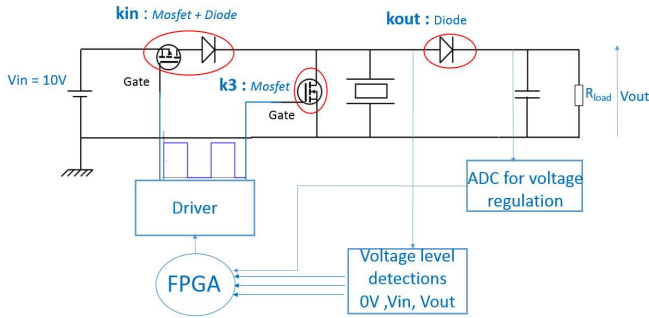 kin : Mosfet + Diode
kout : Diode
Vin = 10V
Gate
k3 : Mosfet
Gate
Rload
Vout
Driver
ADC for voltage
regulation
FPGA
Voltage level
detections
0V ,Vin, Vout